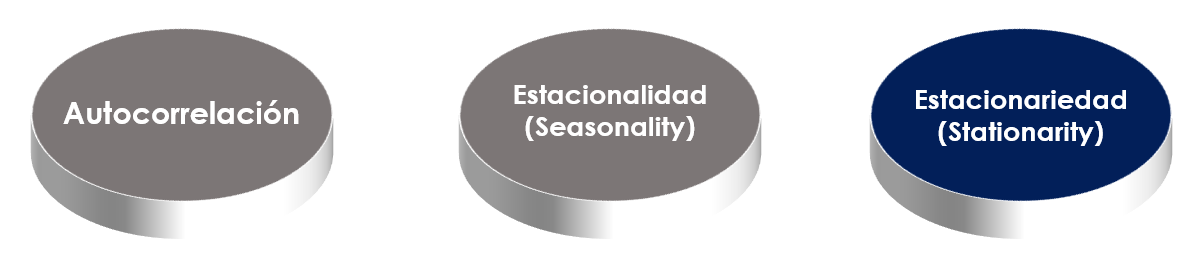 Autocorrelación
Estacionalidad
(Seasonality)
Estacionariedad
(Stationarity)